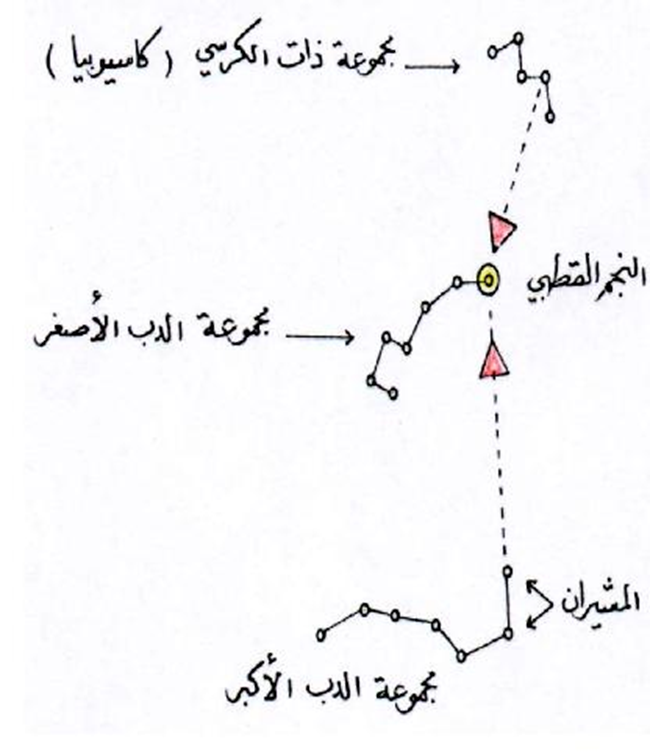 مجموعة ذات الكرسي ( كاسيوبيا )
النجم القطبي
مجموعة الدب الأصغر
المشيران
مجموعة الدب الأكبر